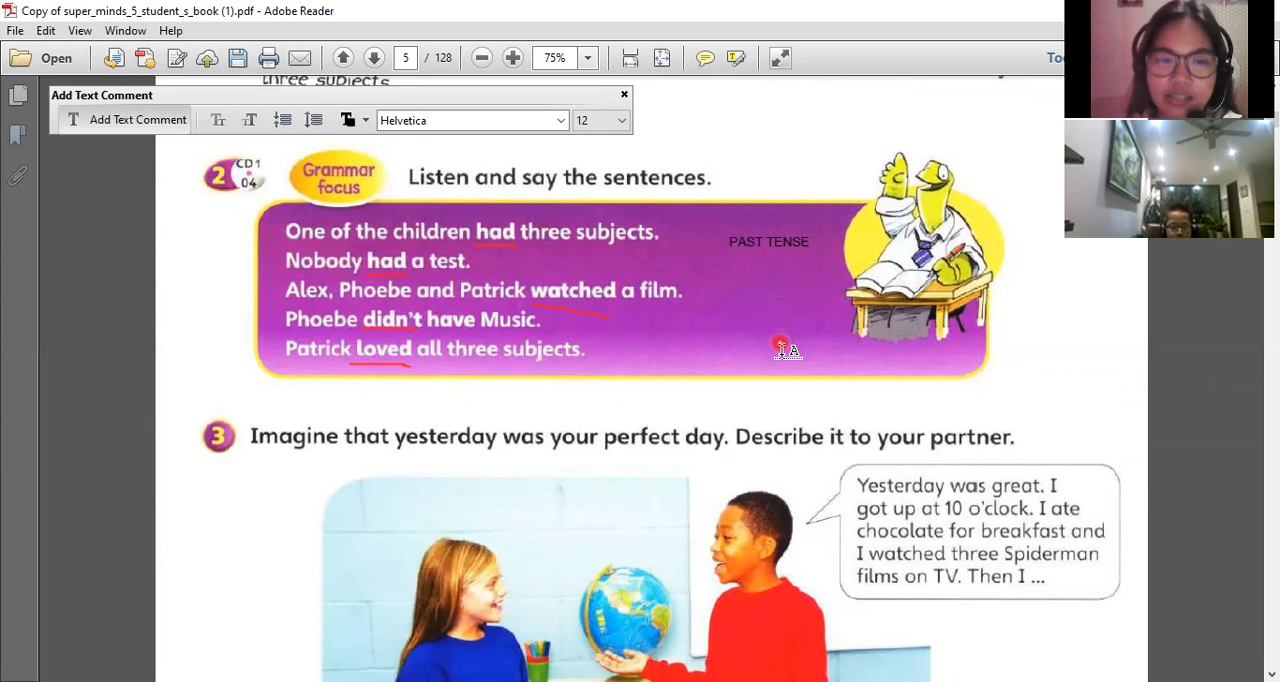 Copy of super_minds_5_student_s_book (1).pdf - Adobe Reader
File Edit View Window Help
Open 5 / 128 75%
three subjects
Add Text Comment
Add Text Comment Helvetica 12
2 CD1 04 Grammar focus Listen and say the sentences.
One of the children had three subjects.
PAST TENSE
Nobody had a test.
Alex, Phoebe and Patrick watched a film.
Phoebe didn't have Music.
Patrick loved all three subjects.
3 Imagine that yesterday was your perfect day. Describe it to your partner.
Yesterday was great. I
got up at 10 o'clock. I ate
chocolate for breakfast and
I watched three Spiderman
films on TV. Then I ...